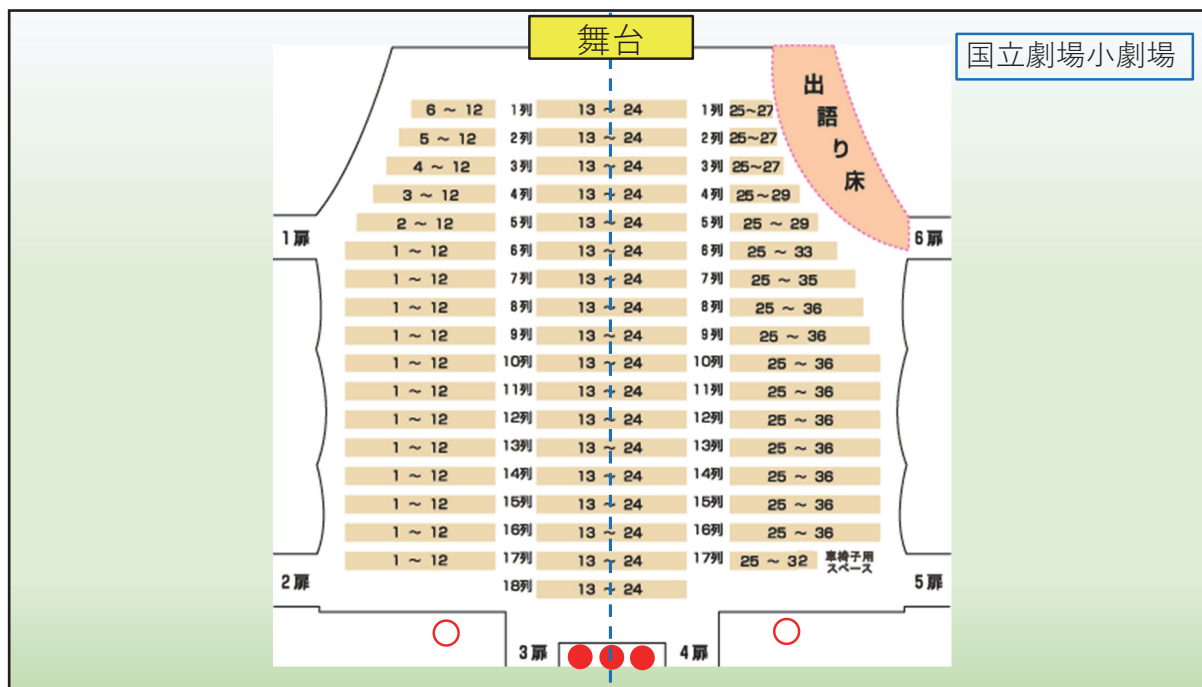 舞台
国立劇場小劇場
出語り床
6 ～ 12 1列 13 ～ 24 1列 25～27
5 ～ 12 2列 13 ～ 24 2列 25～27
4 ～ 12 3列 13 ～ 24 3列 25～27
3 ～ 12 4列 13 ～ 24 4列 25～29
2 ～ 12 5列 13 ～ 24 5列 25 ～ 29
1扉 6扉
1 ～ 12 6列 13 ～ 24 6列 25 ～ 33
1 ～ 12 7列 13 ～ 24 7列 25 ～ 35
1 ～ 12 8列 13 ～ 24 8列 25 ～ 36
1 ～ 12 9列 13 ～ 24 9列 25 ～ 36
1 ～ 12 10列 13 ～ 24 10列 25 ～ 36
1 ～ 12 11列 13 ～ 24 11列 25 ～ 36
1 ～ 12 12列 13 ～ 24 12列 25 ～ 36
1 ～ 12 13列 13 ～ 24 13列 25 ～ 36
1 ～ 12 14列 13 ～ 24 14列 25 ～ 36
1 ～ 12 15列 13 ～ 24 15列 25 ～ 36
1 ～ 12 16列 13 ～ 24 16列 25 ～ 36
1 ～ 12 17列 13 ～ 24 17列 25 ～ 32 車椅子用
スペース
2扉 5扉
18列 13 ～ 24
3扉 4扉